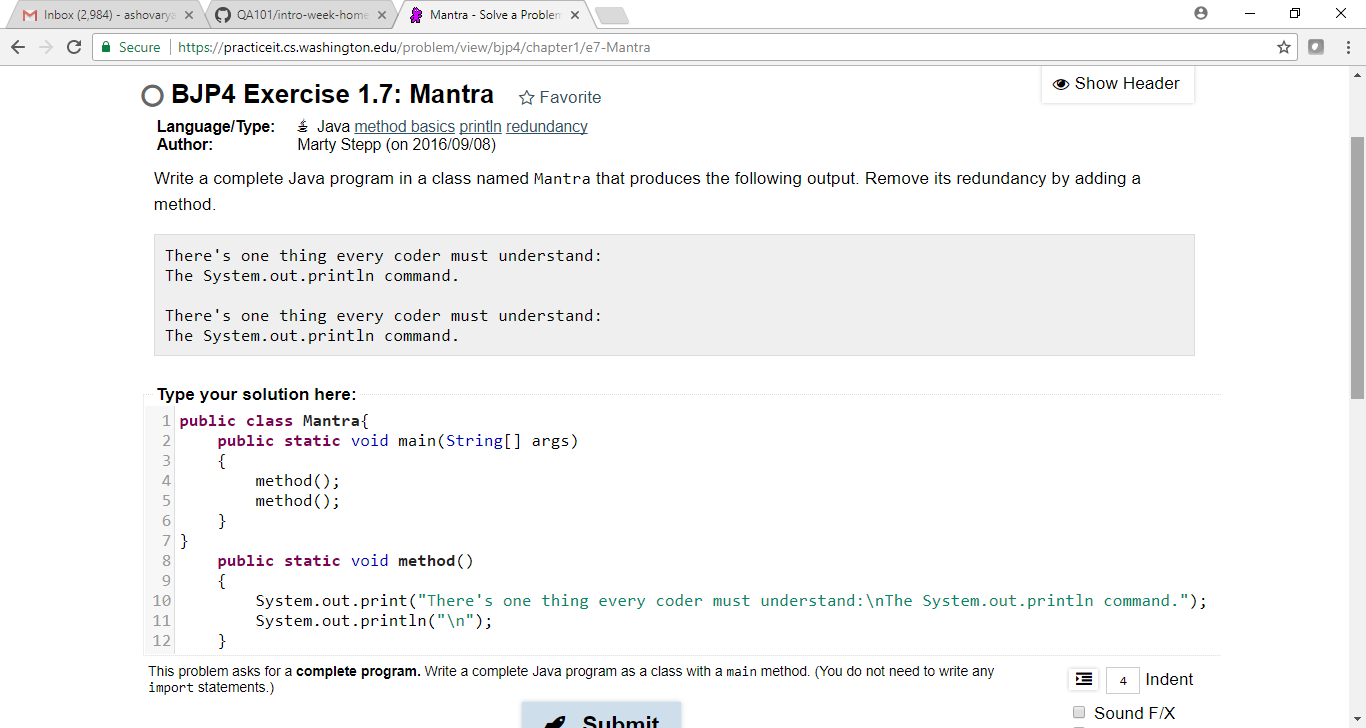 Inbox (2,984) - ashovarya
QA101/intro-week-home
Mantra - Solve a Problem
Secure https://practiceit.cs.washington.edu/problem/view/bjp4/chapter1/e7-Mantra
Show Header
BJP4 Exercise 1.7: Mantra Favorite
Language/Type: Java method basics println redundancy
Author: Marty Stepp (on 2016/09/08)
Write a complete Java program in a class named Mantra that produces the following output. Remove its redundancy by adding a
method.
There's one thing every coder must understand:
The System.out.println command.
There's one thing every coder must understand:
The System.out.println command.
Type your solution here:
1 public class Mantra{
2 public static void main(String[] args)
3 {
4 method();
5 method();
6 }
7 }
8 public static void method()
9 {
10 System.out.print("There's one thing every coder must understand:\nThe System.out.println command.");
11 System.out.println("\n");
12 }
This problem asks for a complete program. Write a complete Java program as a class with a main method. (You do not need to write any
import statements.)
4 Indent
Sound F/X
Submit